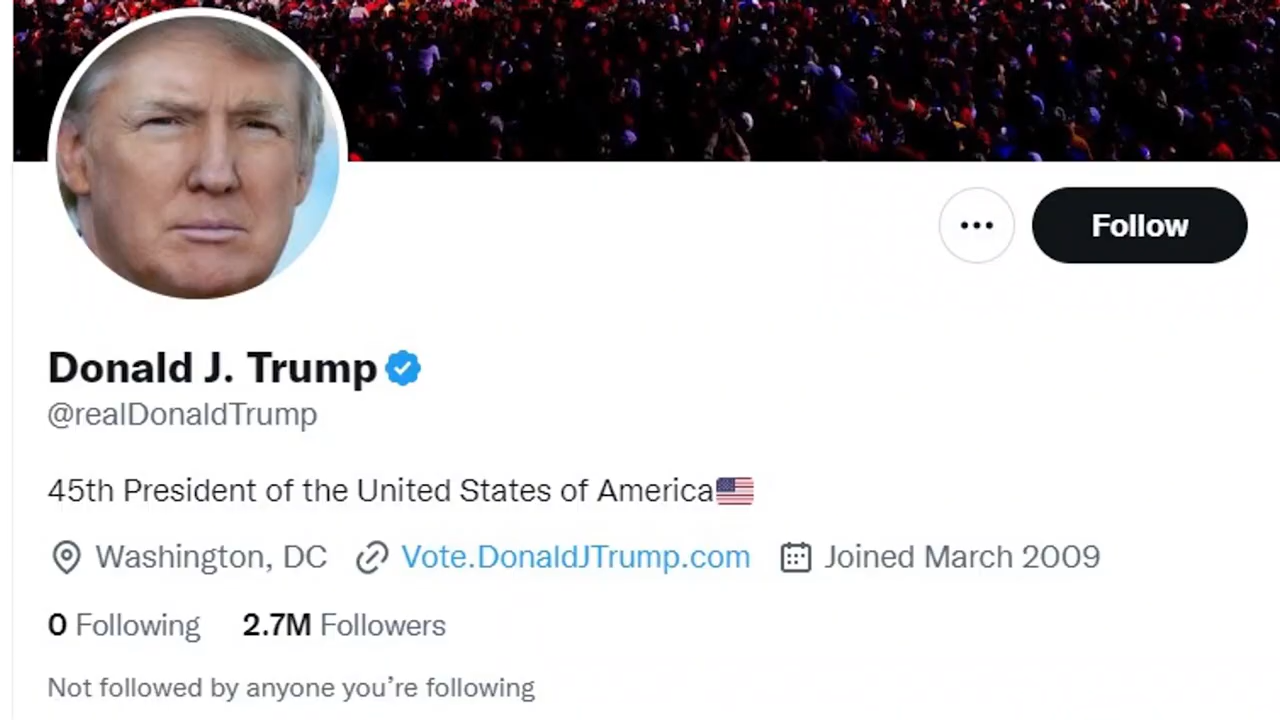 Follow
Donald J. Trump
@realDonaldTrump
45th President of the United States of America🇺🇸
Washington, DC Vote.DonaldJTrump.com Joined March 2009
0 Following 2.7M Followers
Not followed by anyone you’re following